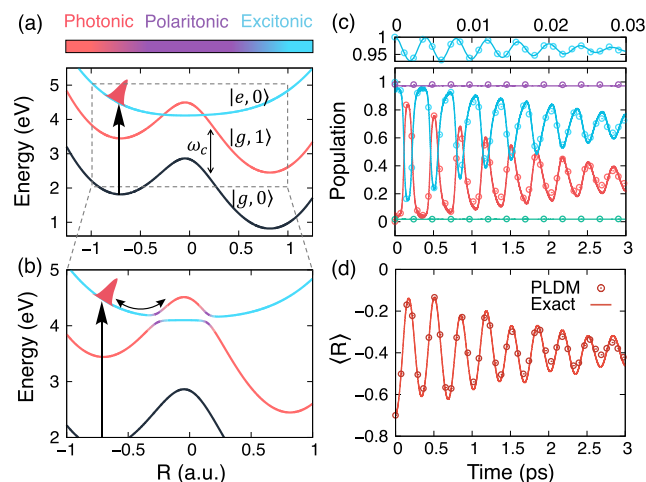 Photonic Polaritonic Excitonic
(a)
Energy (eV)
5
4
3
2
1
|e, 0⟩
|g, 1⟩
ω_c
|g, 0⟩
−1 −0.5 0 0.5 1
(b)
Energy (eV)
5
4
3
2
−1 −0.5 0 0.5 1
R (a.u.)
(c)
0 0.01 0.02 0.03
0.95
Population
1
0.8
0.6
0.4
0.2
0
0 0.5 1 1.5 2 2.5 3
(d)
⟨R⟩
0
−0.2
−0.4
−0.6
−0.8
PLDM
Exact
0 0.5 1 1.5 2 2.5 3
Time (ps)